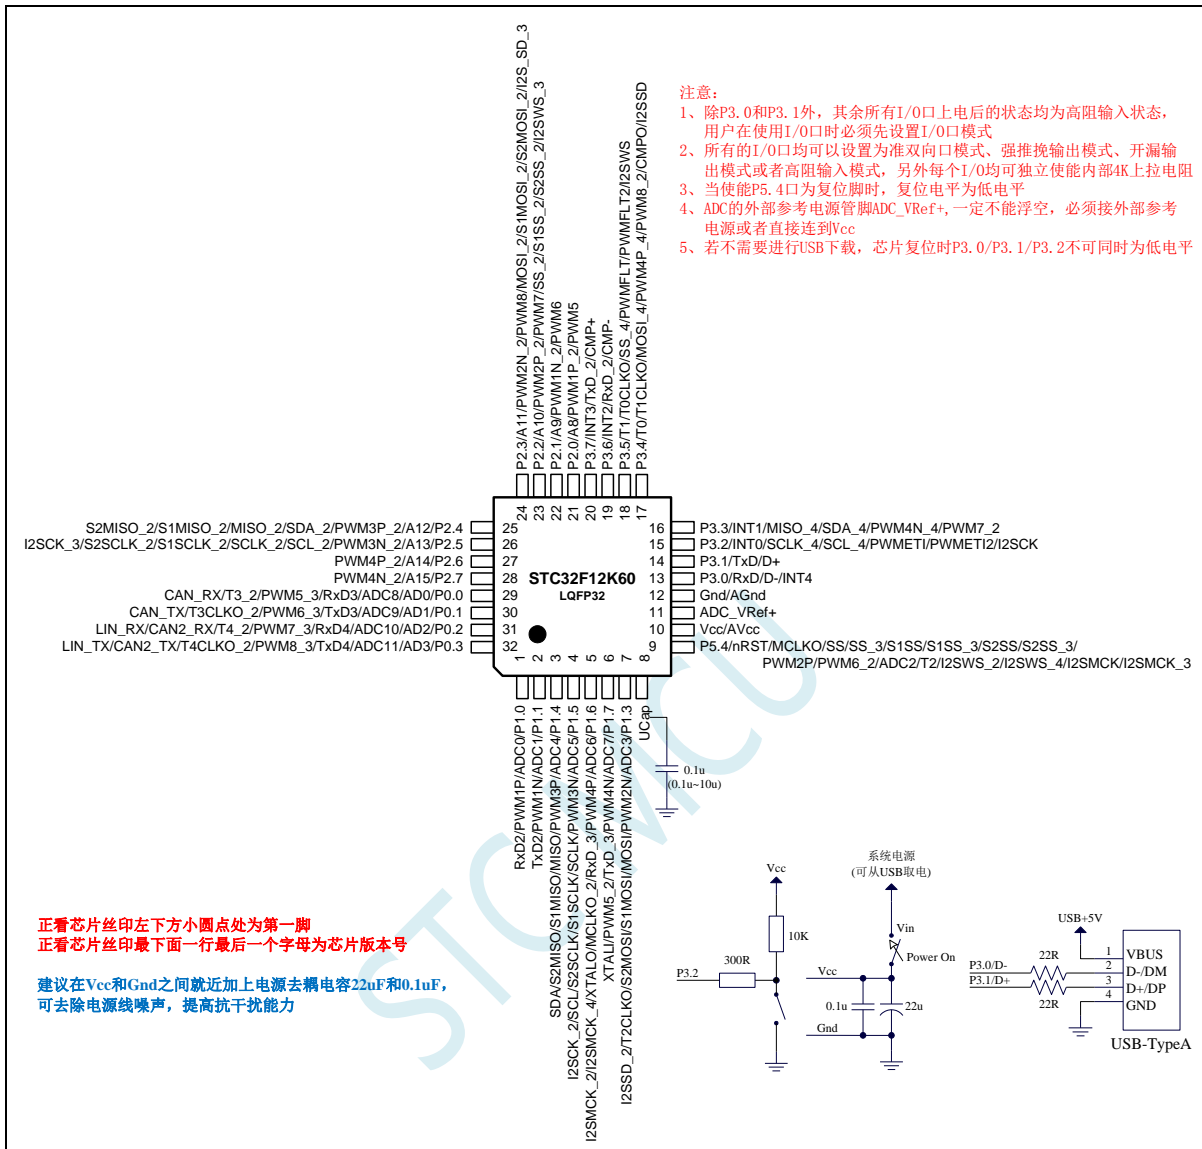 P2.3/A11/PWM2N_2/PWM8/MOSI_2/S1MOSI_2/S2MOSI_2/I2S_SD_3
P2.2/A10/PWM2P_2/PWM7/SS_2/S1SS_2/S2SS_2/I2SWS_3
P2.1/A9/PWM1N_2/PWM6
P2.0/A8/PWM1P_2/PWM5
P3.7/INT3/TxD_2/CMP+
P3.6/INT2/RxD_2/CMP-
P3.5/T1/T0CLKO/SS_4/PWMFLT/PWMFLT2/I2SWS
P3.4/T0/T1CLKO/MOSI_4/PWM4P_4/PWM8_2/CMPO/I2SSD
注意：
1、除P3.0和P3.1外，其余所有I/O口上电后的状态均为高阻输入状态，
用户在使用I/O口时必须先设置I/O口模式
2、所有的I/O口均可以设置为准双向口模式、强推挽输出模式、开漏输
出模式或者高阻输入模式，另外每个I/O均可独立使能内部4K上拉电阻
3、当使能P5.4口为复位脚时，复位电平为低电平
4、ADC的外部参考电源管脚ADC_VRef+,一定不能浮空，必须接外部参考
电源或者直接连到Vcc
5、若不需要进行USB下载，芯片复位时P3.0/P3.1/P3.2不可同时为低电平
24 23 22 21 20 19 18 17
S2MISO_2/S1MISO_2/MISO_2/SDA_2/PWM3P_2/A12/P2.4 25 16 P3.3/INT1/MISO_4/SDA_4/PWM4N_4/PWM7_2
I2SCK_3/S2SCLK_2/S1SCLK_2/SCLK_2/SCL_2/PWM3N_2/A13/P2.5 26 15 P3.2/INT0/SCLK_4/SCL_4/PWMETI/PWMETI2/I2SCK
PWM4P_2/A14/P2.6 27 14 P3.1/TxD/D+
PWM4N_2/A15/P2.7 28 STC32F12K60 13 P3.0/RxD/D-/INT4
CAN_RX/T3_2/PWM5_3/RxD3/ADC8/AD0/P0.0 29 LQFP32 12 Gnd/AGnd
CAN_TX/T3CLKO_2/PWM6_3/TxD3/ADC9/AD1/P0.1 30 11 ADC_VRef+
LIN_RX/CAN2_RX/T4_2/PWM7_3/RxD4/ADC10/AD2/P0.2 31 10 Vcc/AVcc
LIN_TX/CAN2_TX/T4CLKO_2/PWM8_3/TxD4/ADC11/AD3/P0.3 32 9 P5.4/nRST/MCLKO/SS/SS_3/S1SS/S1SS_3/S2SS/S2SS_3/
PWM2P/PWM6_2/ADC2/T2/I2SWS_2/I2SWS_4/I2SMCK/I2SMCK_3
1 2 3 4 5 6 7 8
RxD2/PWM1P/ADC0/P1.0
TxD2/PWM1N/ADC1/P1.1
SDA/S2MISO/S1MISO/MISO/PWM3P/ADC4/P1.4
I2SCK_2/SCL/S2SCLK/S1SCLK/SCLK/PWM3N/ADC5/P1.5
I2SMCK_2/I2SMCK_4/XTALO/MCLKO_2/RxD_3/PWM4P/ADC6/P1.6
XTALI/PWM5_2/TxD_3/PWM4N/ADC7/P1.7
I2SSD_2/T2CLKO/S2MOSI/S1MOSI/MOSI/PWM2N/ADC3/P1.3
UCap
0.1u
(0.1u~10u)
STCMCU
正看芯片丝印左下方小圆点处为第一脚
正看芯片丝印最下面一行最后一个字母为芯片版本号
建议在Vcc和Gnd之间就近加上电源去耦电容22uF和0.1uF，
可去除电源线噪声，提高抗干扰能力
Vcc
10K
300R
P3.2
系统电源
(可从USB取电)
Vin
Power On
Vcc
0.1u 22u
Gnd
USB+5V
1 VBUS
P3.0/D- 22R 2 D-/DM
P3.1/D+ 22R 3 D+/DP
4 GND
USB-TypeA